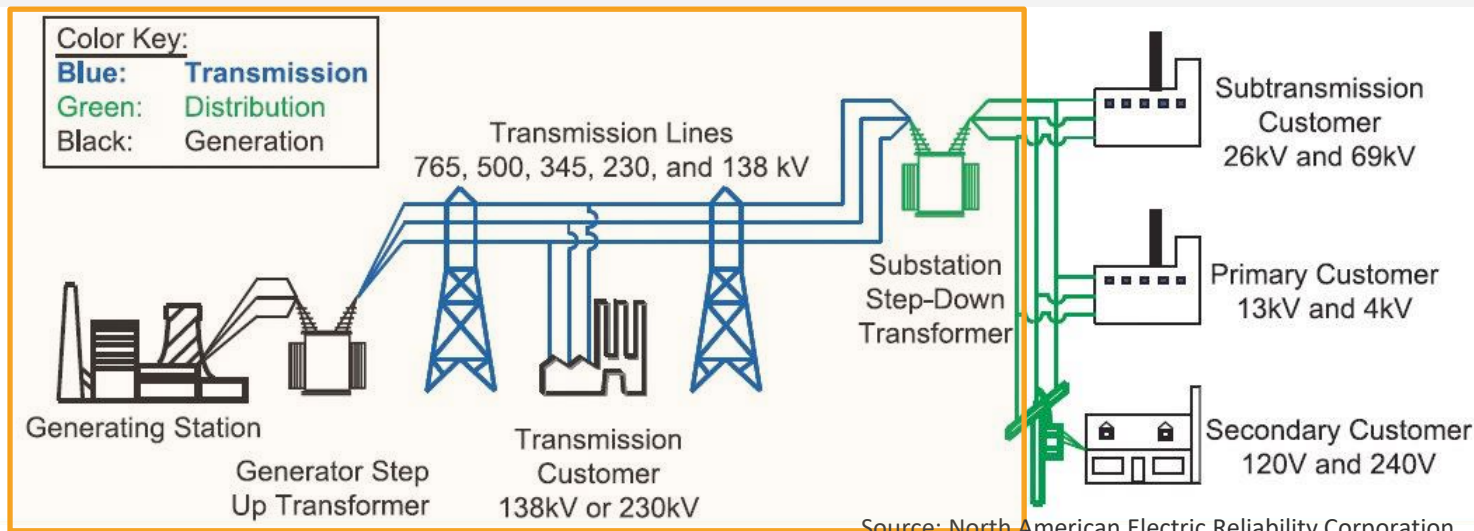 Color Key:
Blue: Transmission
Green: Distribution
Black: Generation
Transmission Lines
765, 500, 345, 230, and 138 kV
Generating Station
Generator Step
Up Transformer
Transmission
Customer
138kV or 230kV
Substation
Step-Down
Transformer
Subtransmission
Customer
26kV and 69kV
Primary Customer
13kV and 4kV
Secondary Customer
120V and 240V
Source: North American Electric Reliability Corporation